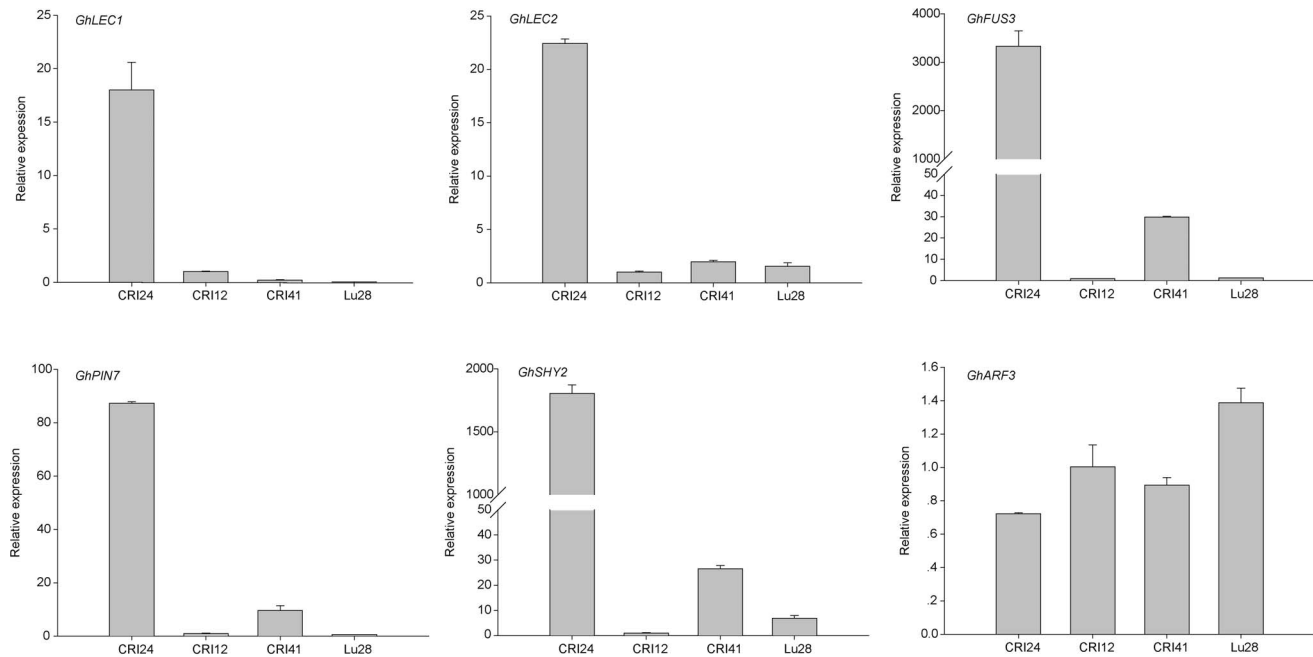 GhLEC1
Relative expession
25
20
15
10
5
0
CRI24 CRI12 CRI41 Lu28
GhLEC2
Relative expression
25
20
15
10
5
0
CRI24 CRI12 CRI41 Lu28
GhFUS3
Relative expression
4000
3000
2000
1000
50
40
30
20
10
0
CRI24 CRI12 CRI41 Lu28
GhPIN7
Relative expression
100
80
60
40
20
0
CRI24 CRI12 CRI41 Lu28
GhSHY2
Relative expression
2000
1500
1000
50
40
30
20
10
0
CRI24 CRI12 CRI41 Lu28
GhARF3
Relative expression
1.6
1.4
1.2
1.0
.8
.6
.4
.2
0.0
CRI24 CRI12 CRI41 Lu28